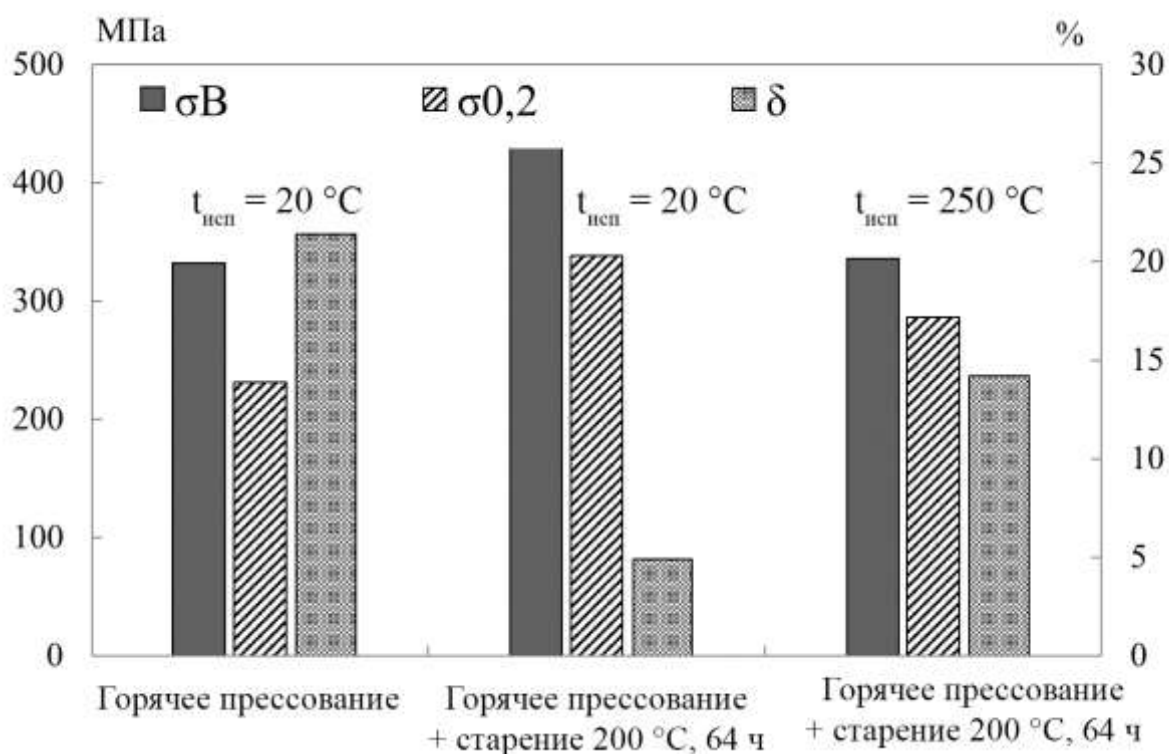 МПа
%
500
30
σВ
σ0,2
δ
400
25
tисп = 20 °C
tисп = 20 °C
tисп = 250 °C
300
20
200
15
100
10
5
0
0
Горячее прессование
Горячее прессование
+ старение 200 °C, 64 ч
Горячее прессование
+ старение 200 °C, 64 ч